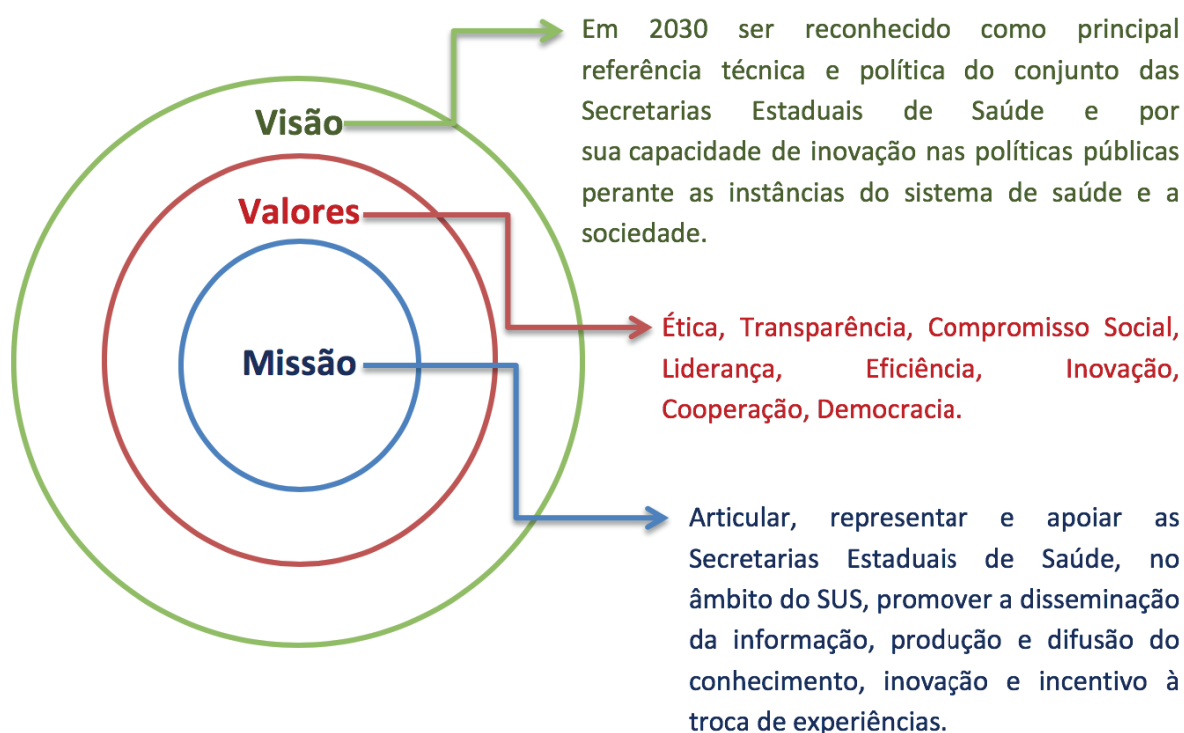 Visão
Em 2030 ser reconhecido como principal
referência técnica e política do conjunto das
Secretarias Estaduais de Saúde e por
sua capacidade de inovação nas políticas públicas
perante as instâncias do sistema de saúde e a
sociedade.
Valores
Ética, Transparência, Compromisso Social,
Liderança, Eficiência, Inovação,
Cooperação, Democracia.
Missão
Articular, representar e apoiar as
Secretarias Estaduais de Saúde, no
âmbito do SUS, promover a disseminação
da informação, produção e difusão do
conhecimento, inovação e incentivo à
troca de experiências.